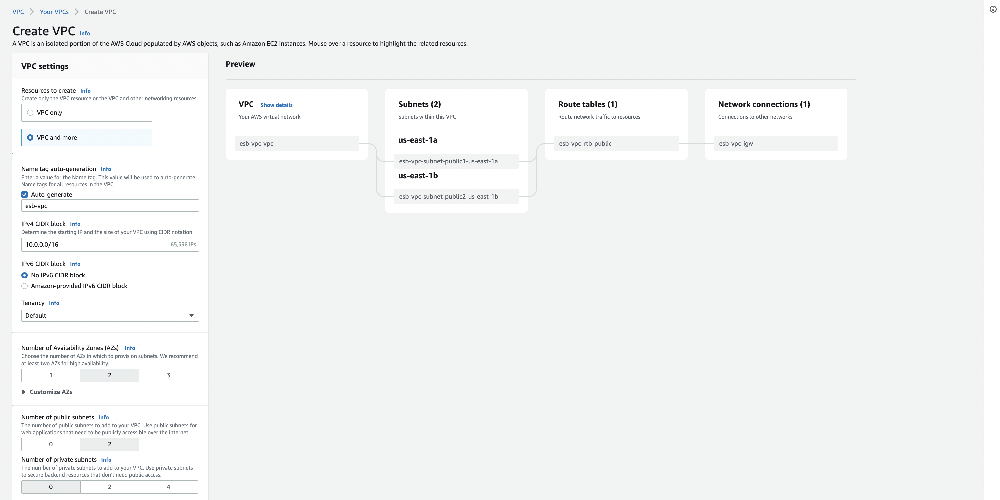 VPC > Your VPCs > Create VPC
Create VPC Info
A VPC is an isolated portion of the AWS Cloud populated by AWS objects, such as Amazon EC2 instances. Mouse over a resource to highlight the related resources.
VPC settings
Resources to create Info
Create only the VPC resource or the VPC and other networking resources.
VPC only
VPC and more
Name tag auto-generation Info
Enter a value for the Name tag. This value will be used to auto-generate
Name tags for all resources in the VPC.
Auto-generate
esb-vpc
IPv4 CIDR block Info
Determine the starting IP and the size of your VPC using CIDR notation.
10.0.0.0/16 65,536 IPs
IPv6 CIDR block Info
No IPv6 CIDR block
Amazon-provided IPv6 CIDR block
Tenancy Info
Default
Number of Availability Zones (AZs) Info
Choose the number of AZs in which to provision subnets. We recommend
at least two AZs for high availability.
1 2 3
Customize AZs
Number of public subnets Info
The number of public subnets to add to your VPC. Use public subnets for
web applications that need to be publicly accessible over the internet.
0 2
Number of private subnets Info
The number of private subnets to add to your VPC. Use private subnets
to secure backend resources that don't need public access.
0 2 4
Preview
VPC Show details
Your AWS virtual network
esb-vpc-vpc
Subnets (2)
Subnets within this VPC
us-east-1a
esb-vpc-subnet-public1-us-east-1a
us-east-1b
esb-vpc-subnet-public2-us-east-1b
Route tables (1)
Route network traffic to resources
esb-vpc-rtb-public
Network connections (1)
Connections to other networks
esb-vpc-igw